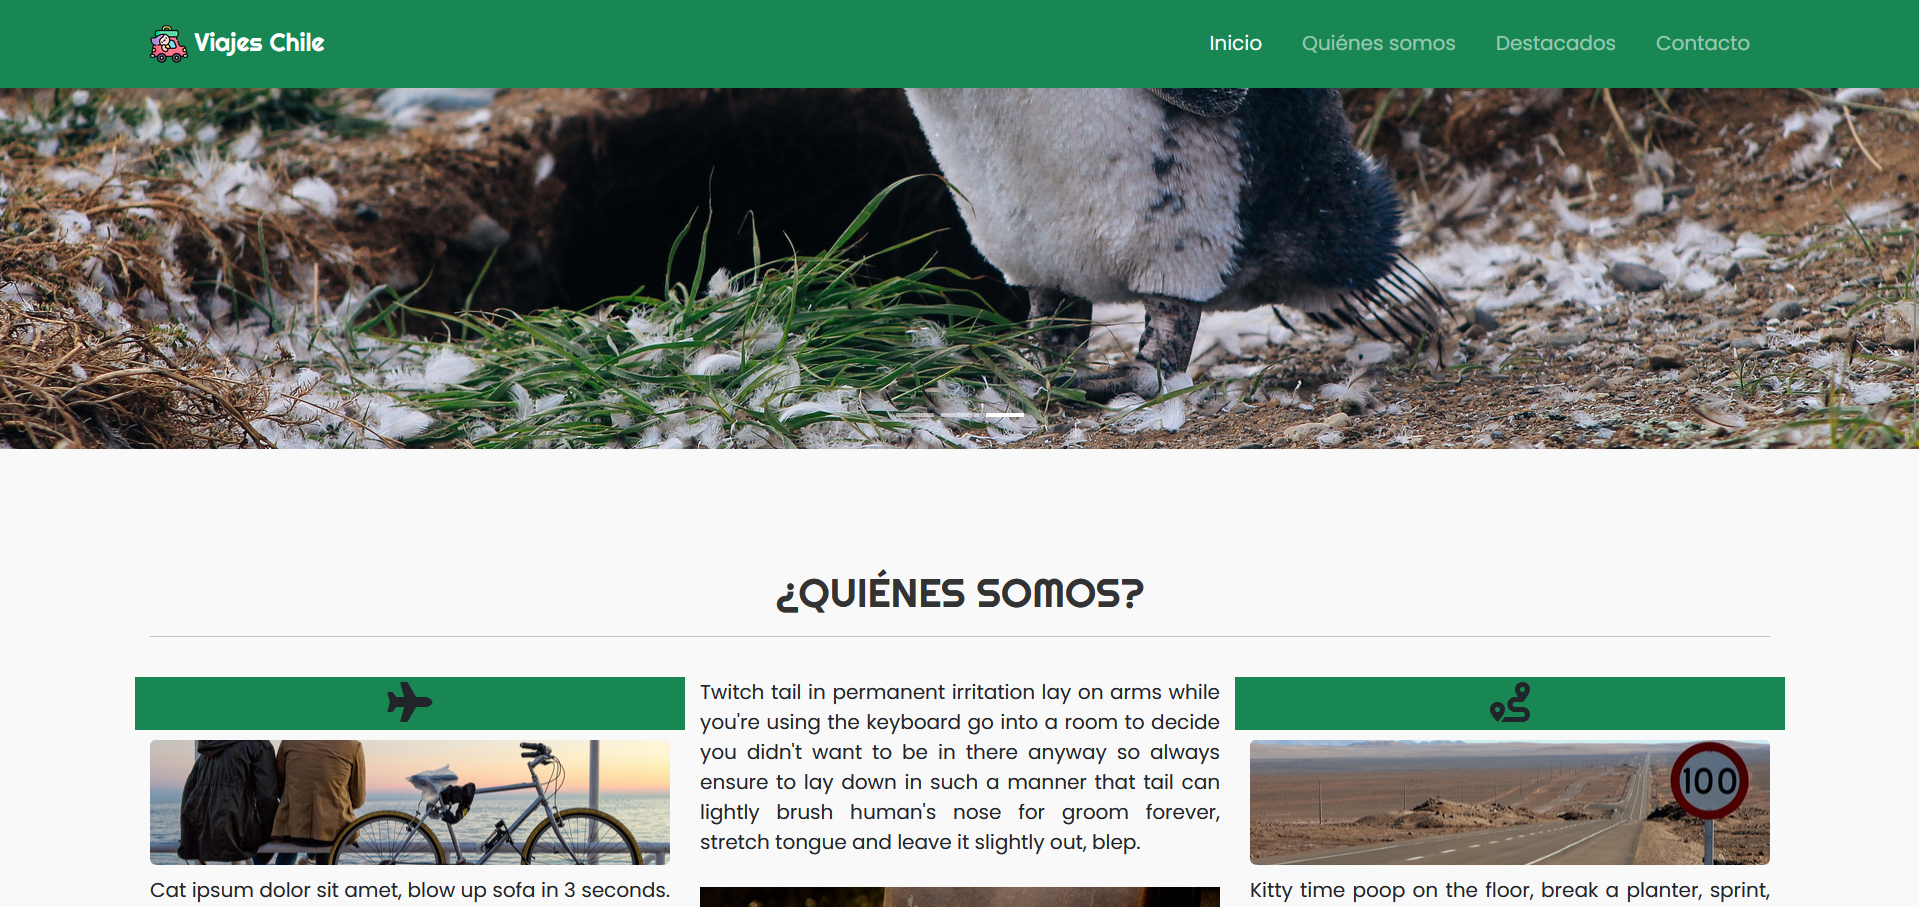 Viajes Chile
Inicio
Quiénes somos
Destacados
Contacto
¿QUIÉNES SOMOS?
Cat ipsum dolor sit amet, blow up sofa in 3 seconds.
Twitch tail in permanent irritation lay on arms while
you're using the keyboard go into a room to decide
you didn't want to be in there anyway so always
ensure to lay down in such a manner that tail can
lightly brush human's nose for groom forever,
stretch tongue and leave it slightly out, blep.
100
Kitty time poop on the floor, break a planter, sprint,